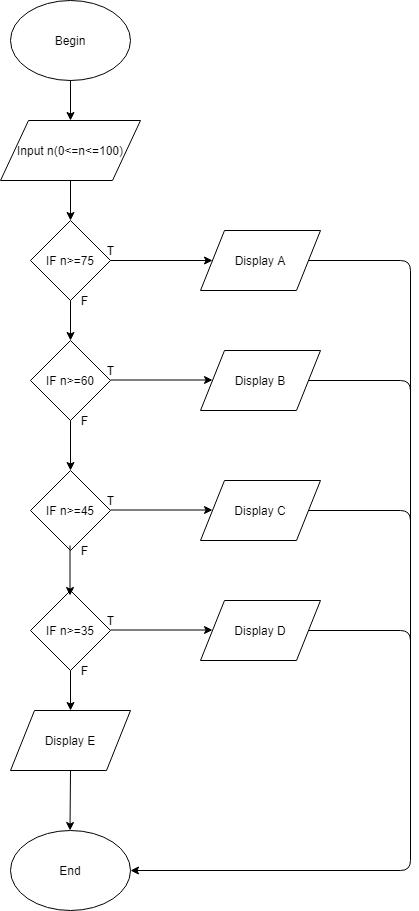 Begin
Input n(0<=n<=100)
IF n>=75
T
Display A
F
IF n>=60
T
Display B
F
IF n>=45
T
Display C
F
IF n>=35
T
Display D
F
Display E
End